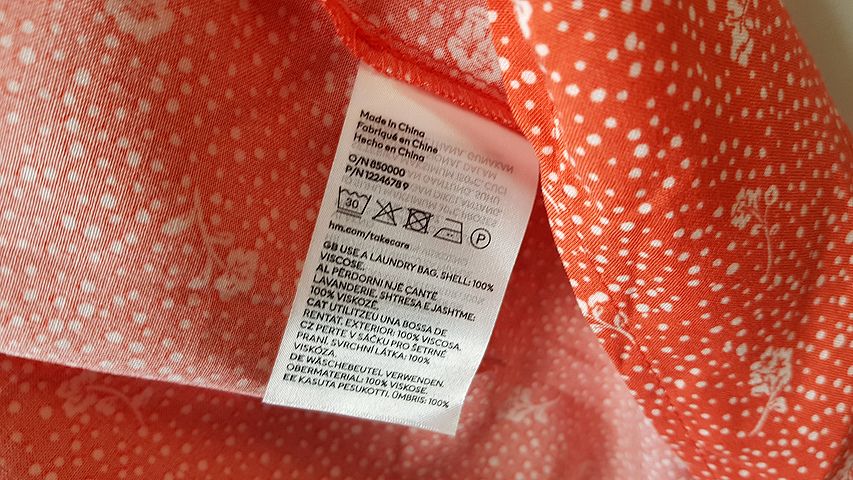 Made in China
Fabriqué en Chine
Hecho en China
O/N 850000
P/N 12246789
30
P
hm.com/takecare
GB USE A LAUNDRY BAG. SHELL: 100%
VISCOSE.
AL PËRDORNI NJË ÇANTË
LAVANDERIE. SHTRESA E JASHTME:
100% VISKOZË.
CAT UTILITZEU UNA BOSSA DE
RENTAT. EXTERIOR: 100% VISCOSA.
CZ PERTE V SÁČKU PRO ŠETRNÉ
PRANÍ. SVRCHNÍ LÁTKA: 100%
VISKÓZA.
DE WÄSCHEBEUTEL VERWENDEN.
OBERMATERIAL: 100% VISKOSE.
EE KASUTA PESUKOTTI. ÜMBRIS: 100%